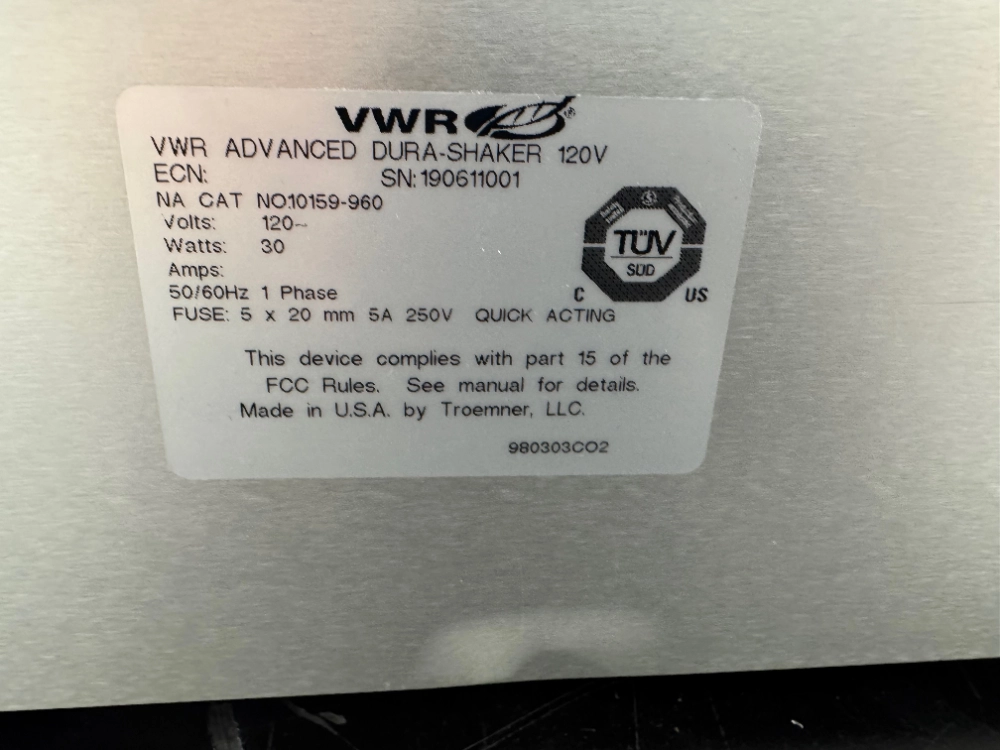 VWR®
VWR ADVANCED DURA-SHAKER 120V
ECN: SN:190611001
NA CAT NO.10159-960
Volts: 120~
Watts: 30
Amps:
50/60Hz 1 Phase
FUSE: 5 x 20 mm 5A 250V QUICK ACTING
TÜV
SÜD
C US
This device complies with part 15 of the
FCC Rules. See manual for details.
Made in U.S.A. by Troemner, LLC.
980303CO2